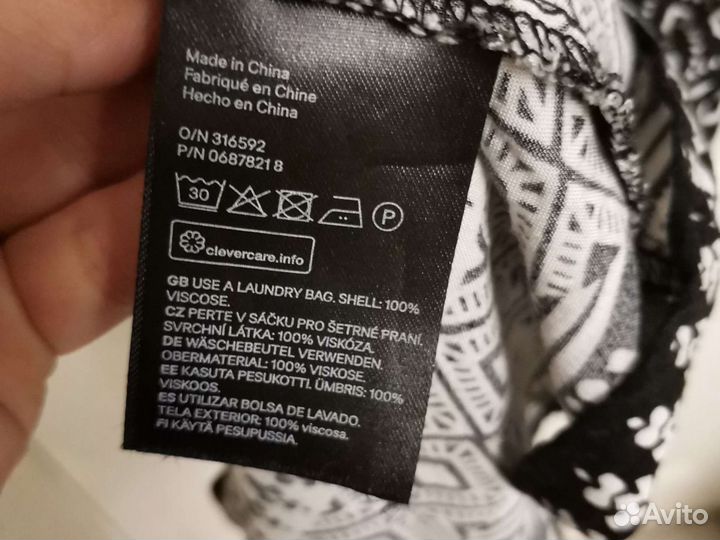 Made in China
Fabriqué en Chine
Hecho en China
O/N 316592
P/N 0687821 8
30
P
clevercare.info
GB USE A LAUNDRY BAG. SHELL: 100%
VISCOSE.
CZ PERTE V SÁČKU PRO ŠETRNÉ PRANÍ.
SVRCHNÍ LÁTKA: 100% VISKÓZA.
DE WÄSCHEBEUTEL VERWENDEN.
OBERMATERIAL: 100% VISKOSE.
EE KASUTA PESUKOTTI. ÜMBRIS: 100%
VISKOOS.
ES UTILIZAR BOLSA DE LAVADO.
TELA EXTERIOR: 100% viscosa.
FI KÄYTÄ PESUPUSSIA.
Avito